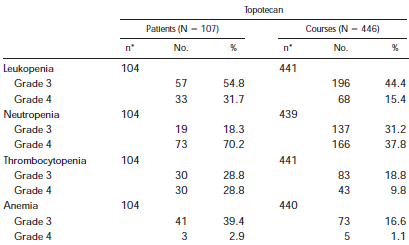 Topotecan
Patients (N – 107) Courses (N – 446)
n* No. % n* No. %
Leukopenia 104 441
Grade 3 57 54.8 196 44.4
Grade 4 33 31.7 68 15.4
Neutropenia 104 439
Grade 3 19 18.3 137 31.2
Grade 4 73 70.2 166 37.8
Thrombocytopenia 104 441
Grade 3 30 28.8 83 18.8
Grade 4 30 28.8 43 9.8
Anemia 104 440
Grade 3 41 39.4 73 16.6
Grade 4 3 2.9 5 1.1